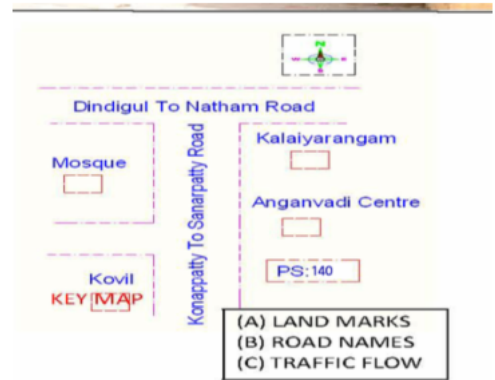 N
Dindigul To Natham Road
Konappatty To Sanarpatty Road
Kalaiyarangam
Mosque
Anganvadi Centre
PS:140
Kovil
KEY MAP
(A) LAND MARKS
(B) ROAD NAMES
(C) TRAFFIC FLOW